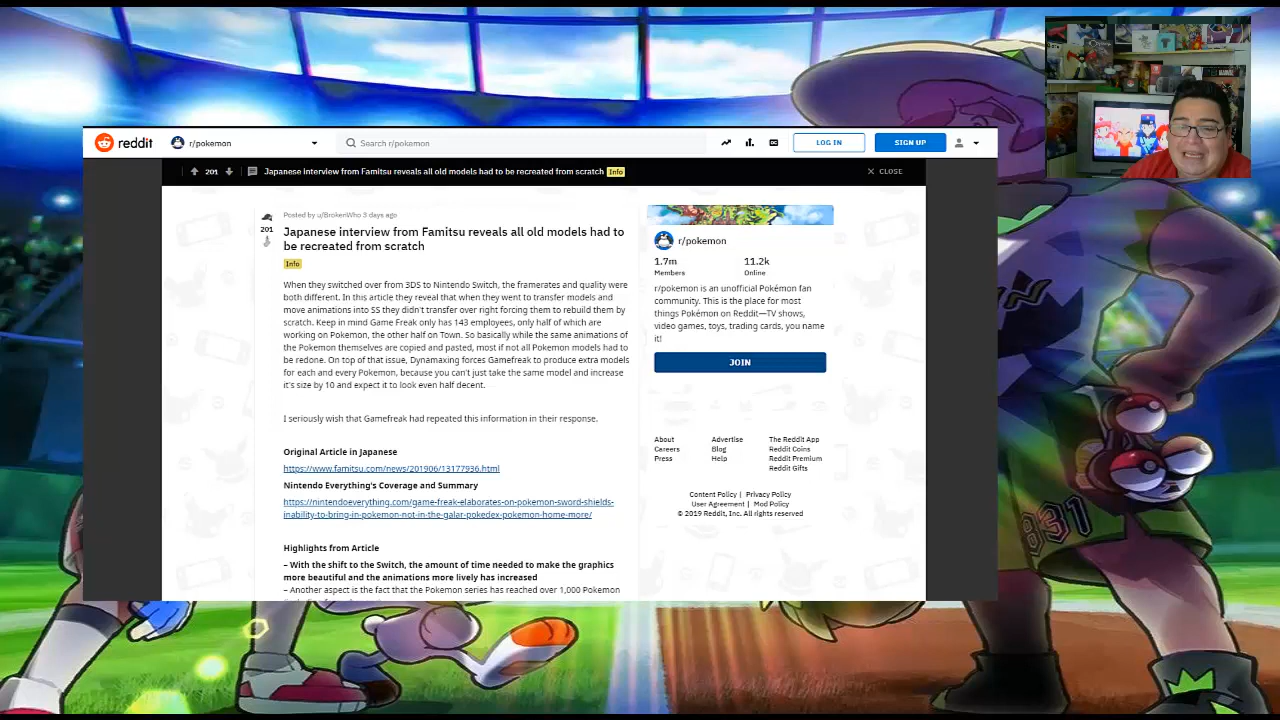 reddit
r/pokemon
Search r/pokemon
LOG IN
SIGN UP
201
Japanese interview from Famitsu reveals all old models had to be recreated from scratch Info
CLOSE
Posted by u/BrokenWho 3 days ago
201
Japanese interview from Famitsu reveals all old models had to
be recreated from scratch
Info
When they switched over from 3DS to Nintendo Switch, the framerates and quality were
both different. In this article they reveal that when they went to transfer models and
move animations into SS they didn't transfer over right forcing them to rebuild them by
scratch. Keep in mind Game Freak only has 143 employees, only half of which are
working on Pokemon, the other half on Town. So basically while the same animations of
the Pokemon themselves are copied and pasted, most if not all Pokemon models had to
be redone. On top of that issue, Dynamaxing forces Gamefreak to produce extra models
for each and every Pokemon, because you can't just take the same model and increase
it's size by 10 and expect it to look even half decent.
I seriously wish that Gamefreak had repeated this information in their response.
Original Article in Japanese
https://www.famitsu.com/news/201906/13177936.html
Nintendo Everything's Coverage and Summary
https://nintendoeverything.com/game-freak-elaborates-on-pokemon-sword-shields-
inability-to-bring-in-pokemon-not-in-the-galar-pokedex-pokemon-home-more/
Highlights from Article
– With the shift to the Switch, the amount of time needed to make the graphics
more beautiful and the animations more lively has increased
– Another aspect is the fact that the Pokemon series has reached over 1,000 Pokemon
r/pokemon
1.7m
11.2k
Members
Online
r/pokemon is an unofficial Pokémon fan
community. This is the place for most
things Pokémon on Reddit—TV shows,
video games, toys, trading cards, you name
it!
JOIN
About
Advertise
The Reddit App
Careers
Blog
Reddit Coins
Press
Help
Reddit Premium
Reddit Gifts
Content Policy | Privacy Policy
User Agreement | Mod Policy
© 2019 Reddit, Inc. All rights reserved
831
MARVEL